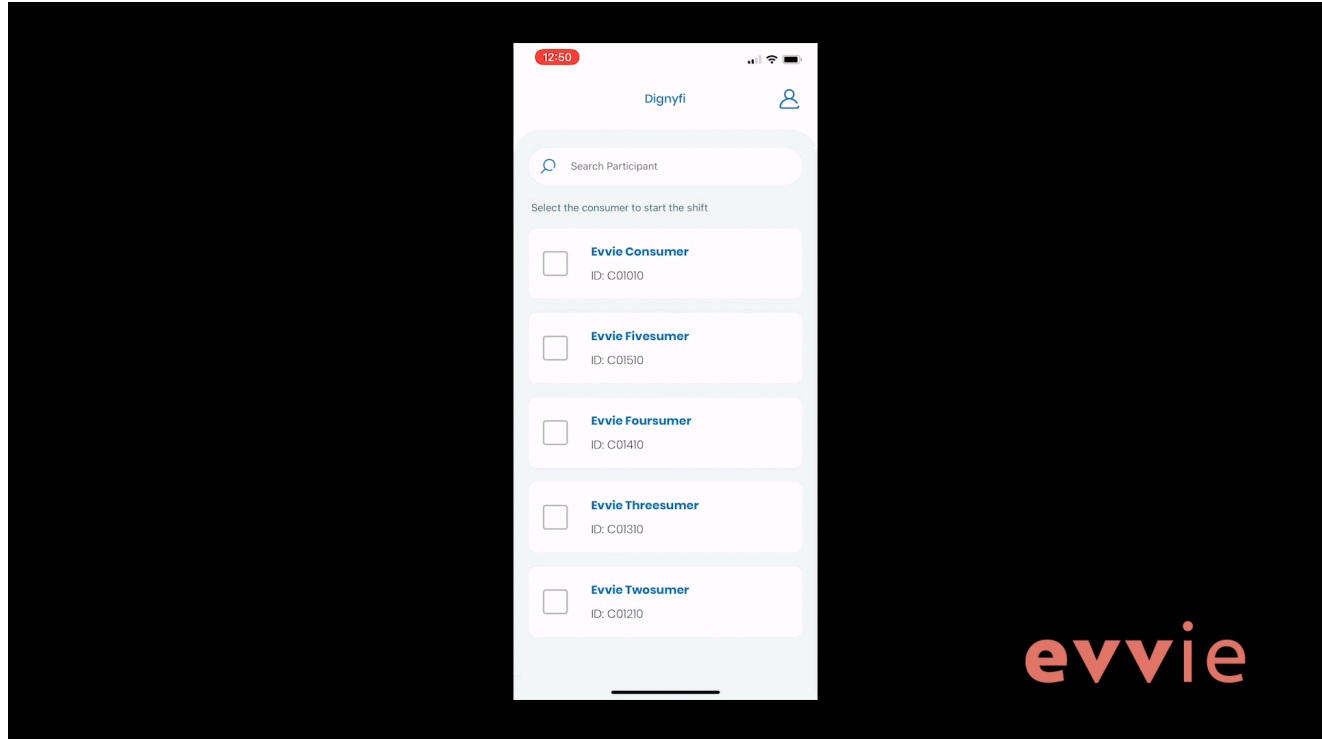 12:50
Dignyfi
Search Participant
Select the consumer to start the shift
Evvie Consumer
ID: C01010
Evvie Fivesumer
ID: C01510
Evvie Foursumer
ID: C01410
Evvie Threesumer
ID: C01310
Evvie Twosumer
ID: C01210
evvie